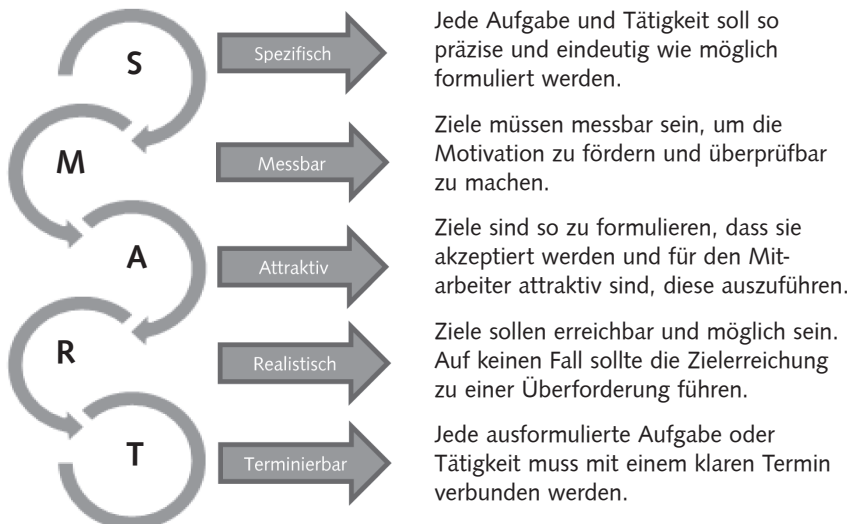 S
Spezifisch
Jede Aufgabe und Tätigkeit soll so
präzise und eindeutig wie möglich
formuliert werden.
M
Messbar
Ziele müssen messbar sein, um die
Motivation zu fördern und überprüfbar
zu machen.
A
Attraktiv
Ziele sind so zu formulieren, dass sie
akzeptiert werden und für den Mit-
arbeiter attraktiv sind, diese auszuführen.
R
Realistisch
Ziele sollen erreichbar und möglich sein.
Auf keinen Fall sollte die Zielerreichung
zu einer Überforderung führen.
T
Terminierbar
Jede ausformulierte Aufgabe oder
Tätigkeit muss mit einem klaren Termin
verbunden werden.